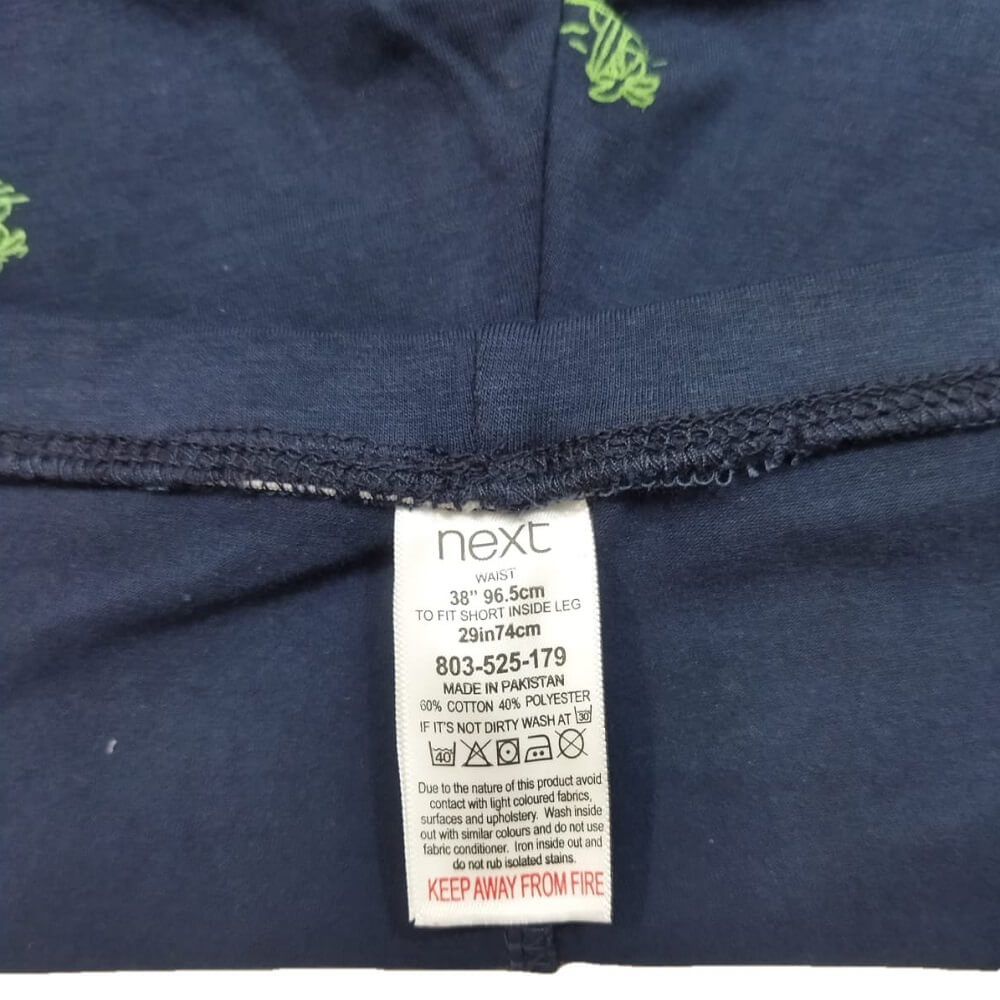 next
WAIST
38" 96.5cm
TO FIT SHORT INSIDE LEG
29in74cm
803-525-179
MADE IN PAKISTAN
60% COTTON 40% POLYESTER
IF IT'S NOT DIRTY WASH AT 30
40
Due to the nature of this product avoid
contact with light coloured fabrics,
surfaces and upholstery. Wash inside
out with similar colours and do not use
fabric conditioner. Iron inside out and
do not rub isolated stains.
KEEP AWAY FROM FIRE